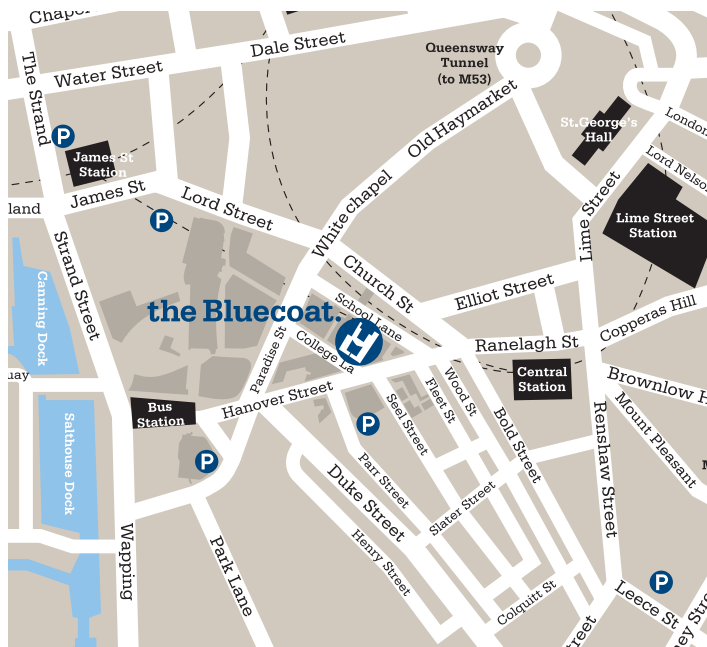 Chapel
Dale Street
Water Street
The Strand
Queensway
Tunnel
(to M53)
Old Haymarket
St.George's
Hall
London
Lord Nelson
P
James St
Station
James St
land
Lord Street
P
Whitechapel
Lime Street
Lime Street
Station
Strand Street
Canning Dock
Church St
Elliot Street
Copperas Hill
the Bluecoat.
School Lane
College La
Paradise St
Ranelagh St
Central
Station
Brownlow H
uay
Hanover Street
Bus
Station
Salthouse Dock
Wood St
Fleet St
Seel Street
Bold Street
Mount Pleasant
Renshaw Street
P
P
Parr Street
Duke Street
Slater Street
Henry Street
Wapping
Park Lane
Colquitt St
P
Leece St
treet
ney Stre